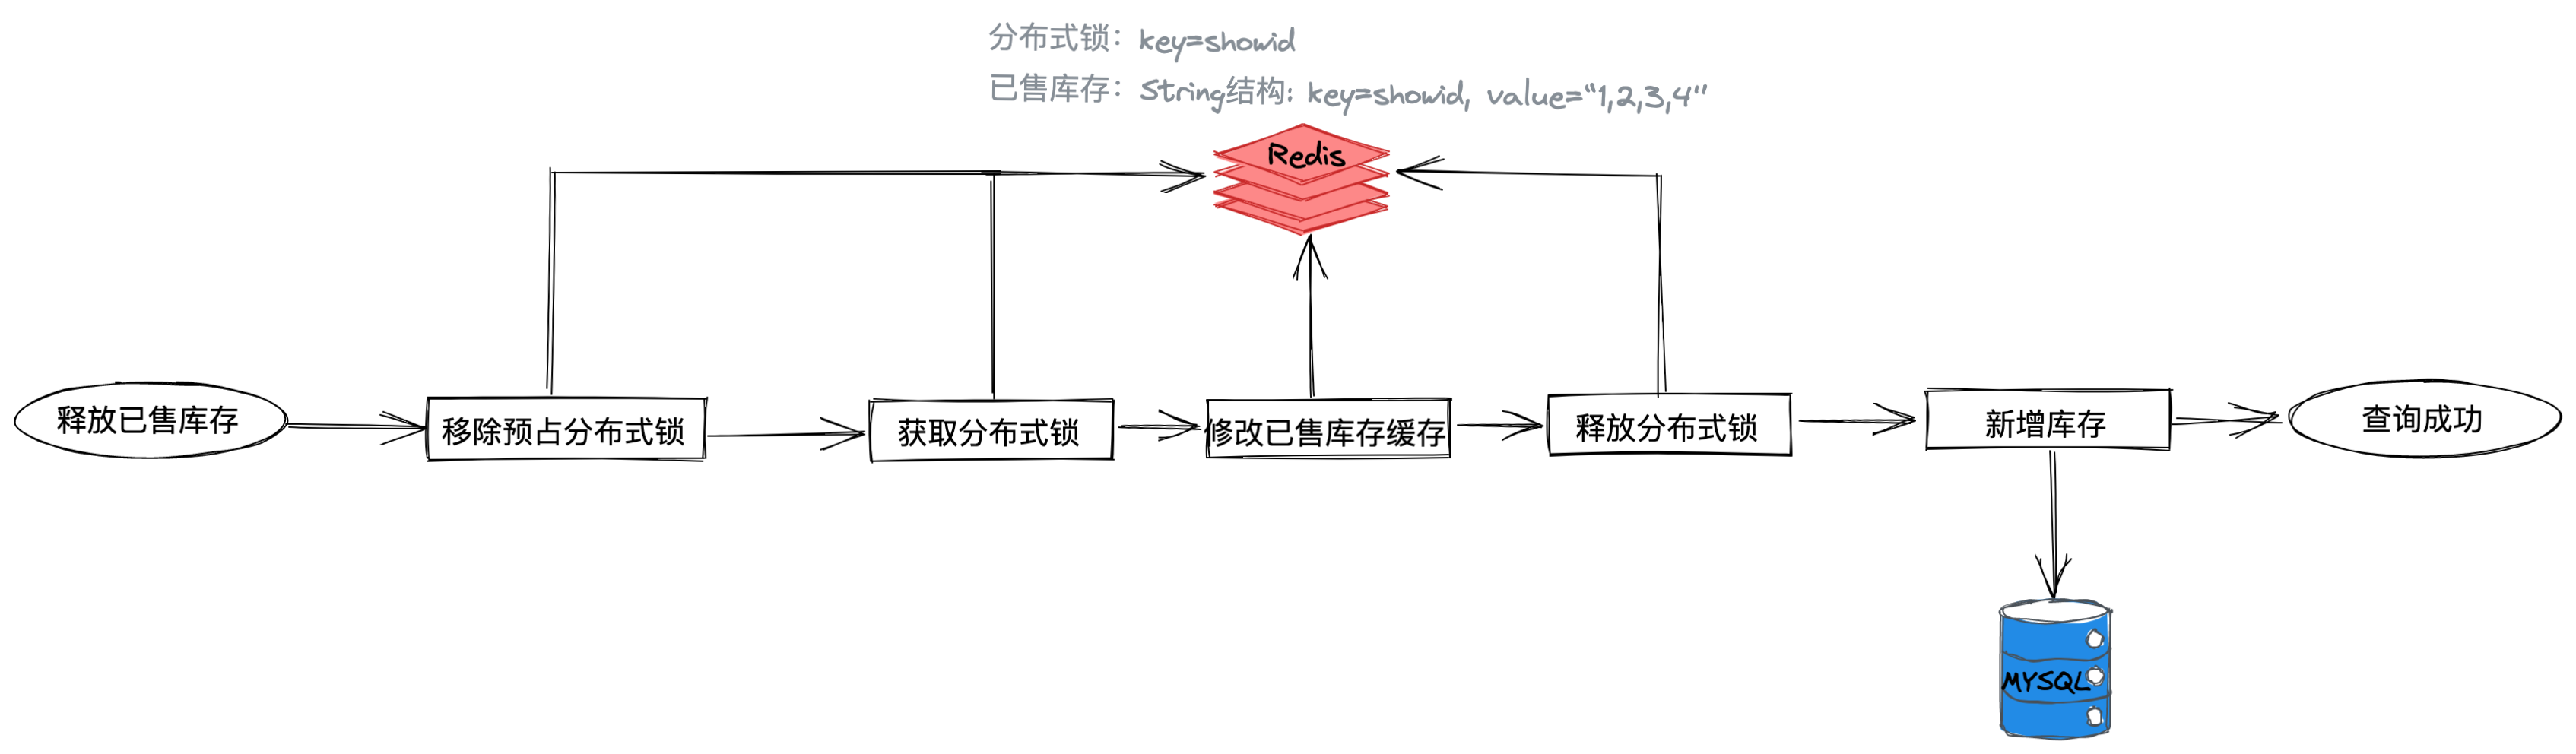 分布式锁：key=showid
已售库存：String结构：key=showid, value="1,2,3,4"
Redis
释放已售库存
移除预占分布式锁
获取分布式锁
修改已售库存缓存
释放分布式锁
新增库存
查询成功
MYSQL